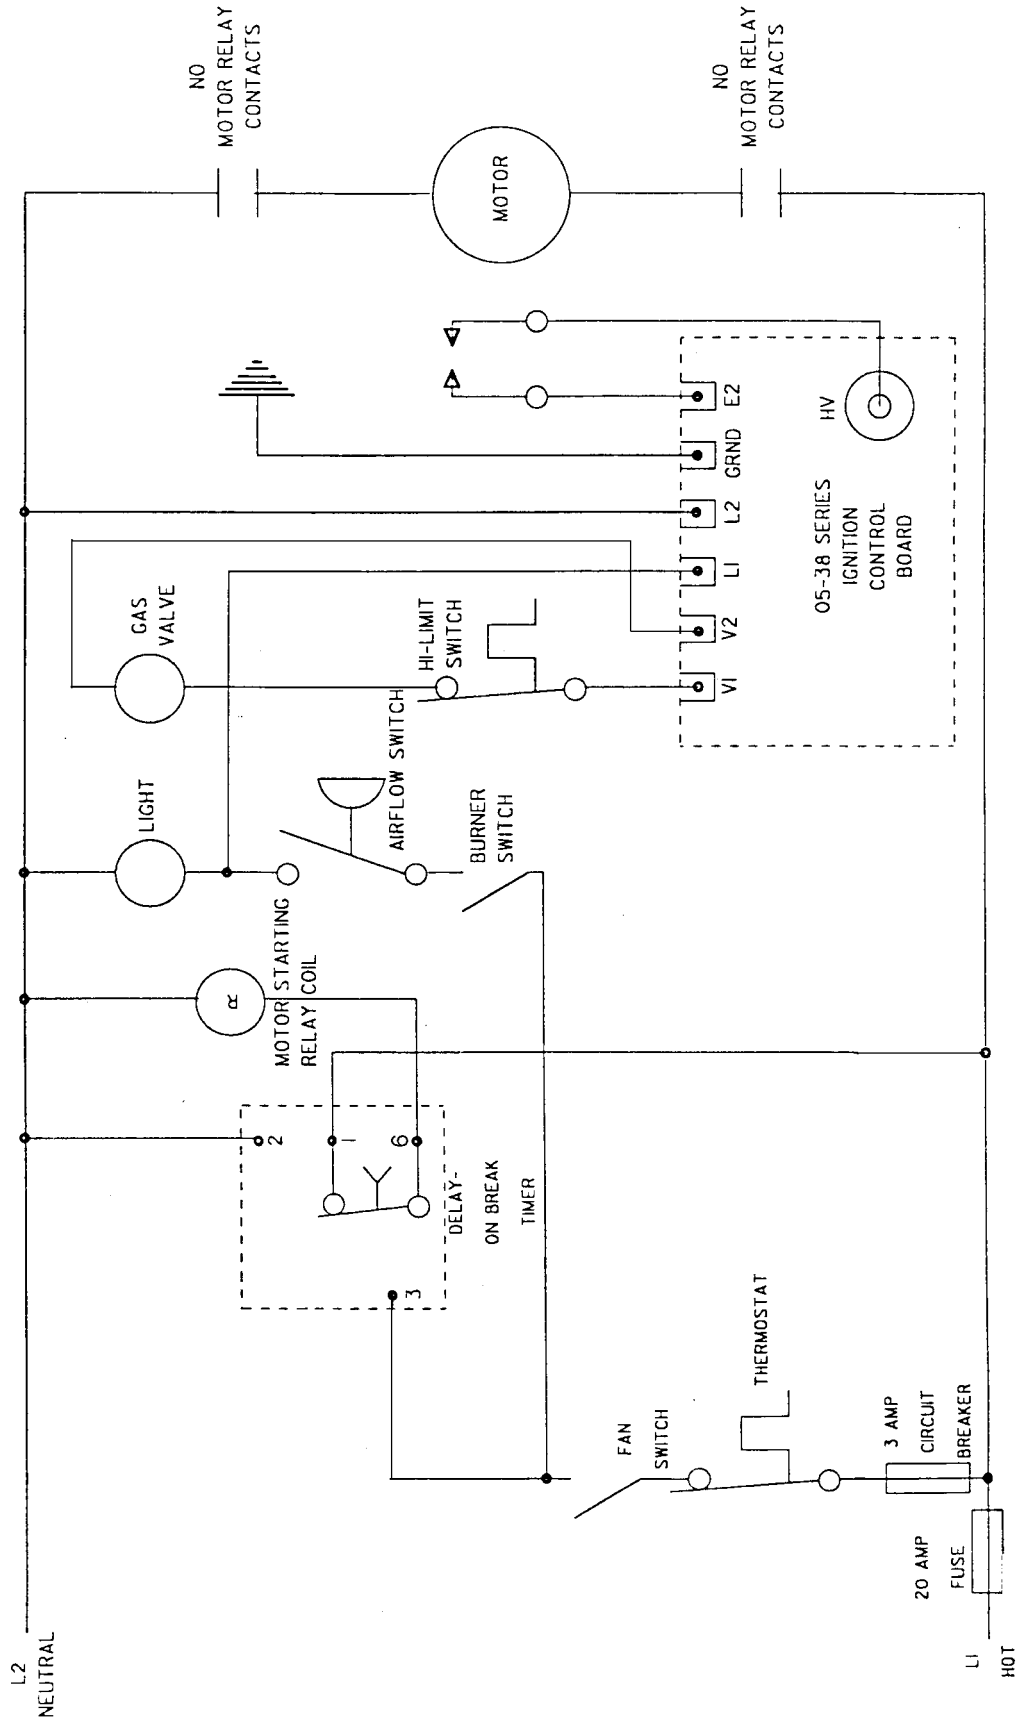 L2
NEUTRAL
2
1
6
3
DELAY-
ON BREAK
TIMER
R
MOTOR STARTING
RELAY COIL
LIGHT
AIRFLOW SWITCH
BURNER
SWITCH
GAS
VALVE
HI-LIMIT
SWITCH
V1
V2
L1
L2
GRND
E2
HV
05-38 SERIES
IGNITION
CONTROL
BOARD
NO
MOTOR RELAY
CONTACTS
MOTOR
NO
MOTOR RELAY
CONTACTS
FAN
SWITCH
THERMOSTAT
3 AMP
CIRCUIT
BREAKER
20 AMP
FUSE
L1
HOT